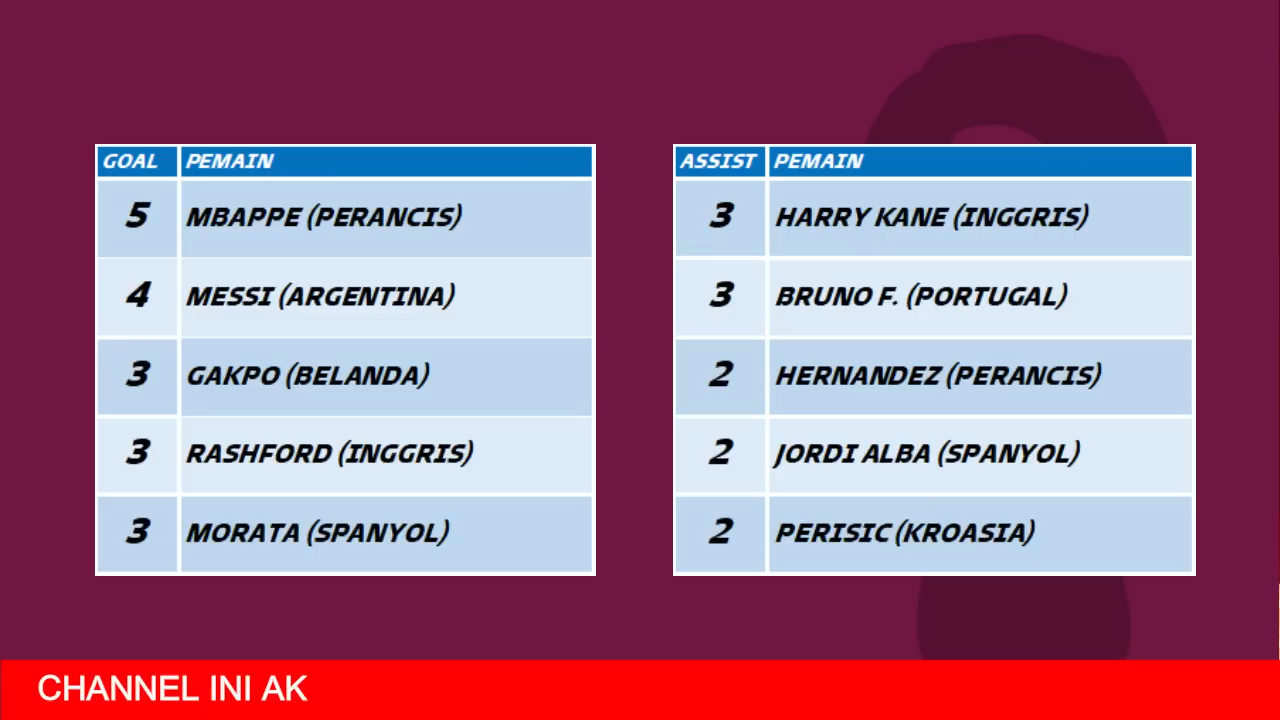 GOAL PEMAIN
5 MBAPPE (PERANCIS)
4 MESSI (ARGENTINA)
3 GAKPO (BELANDA)
3 RASHFORD (INGGRIS)
3 MORATA (SPANYOL)
ASSIST PEMAIN
3 HARRY KANE (INGGRIS)
3 BRUNO F. (PORTUGAL)
2 HERNANDEZ (PERANCIS)
2 JORDI ALBA (SPANYOL)
2 PERISIC (KROASIA)
CHANNEL INI AK